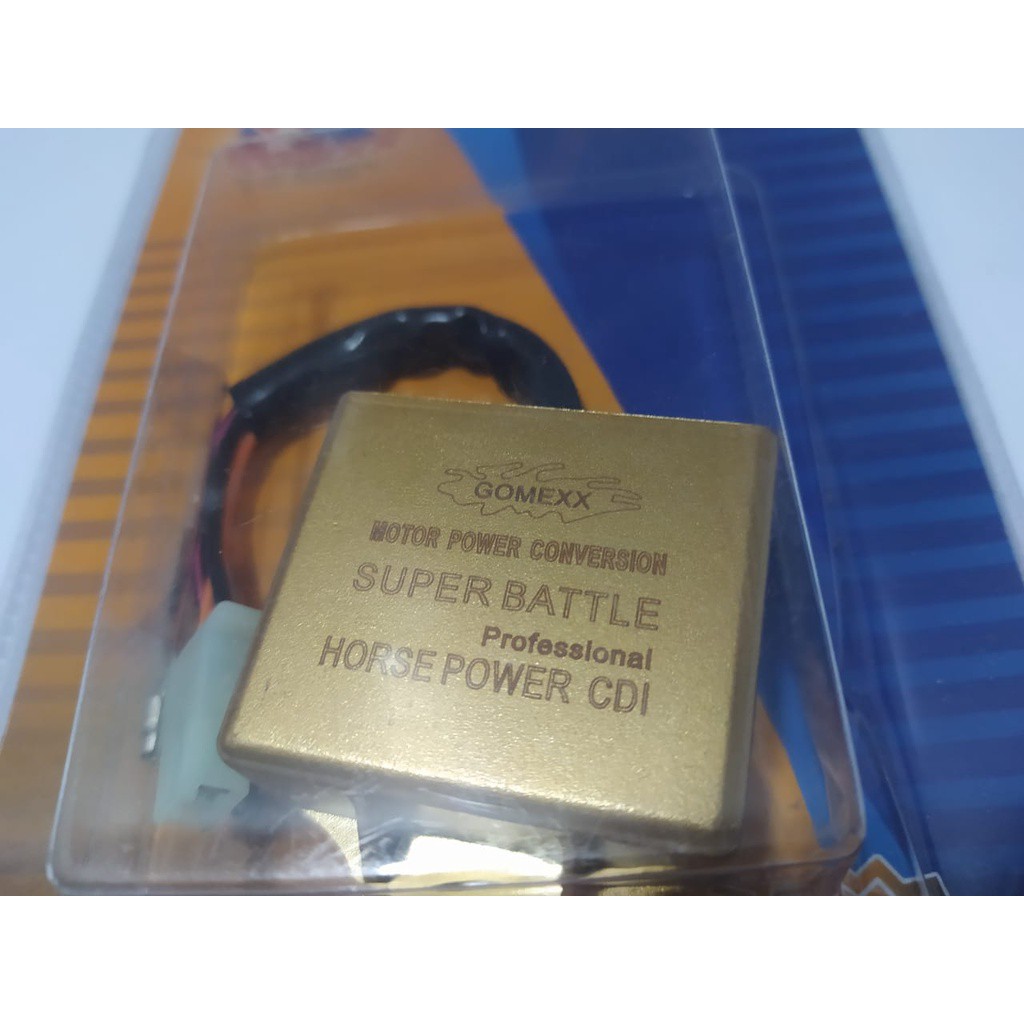 GOMEXX
MOTOR POWER CONVERSION
SUPER BATTLE
Professional
HORSE POWER CDI